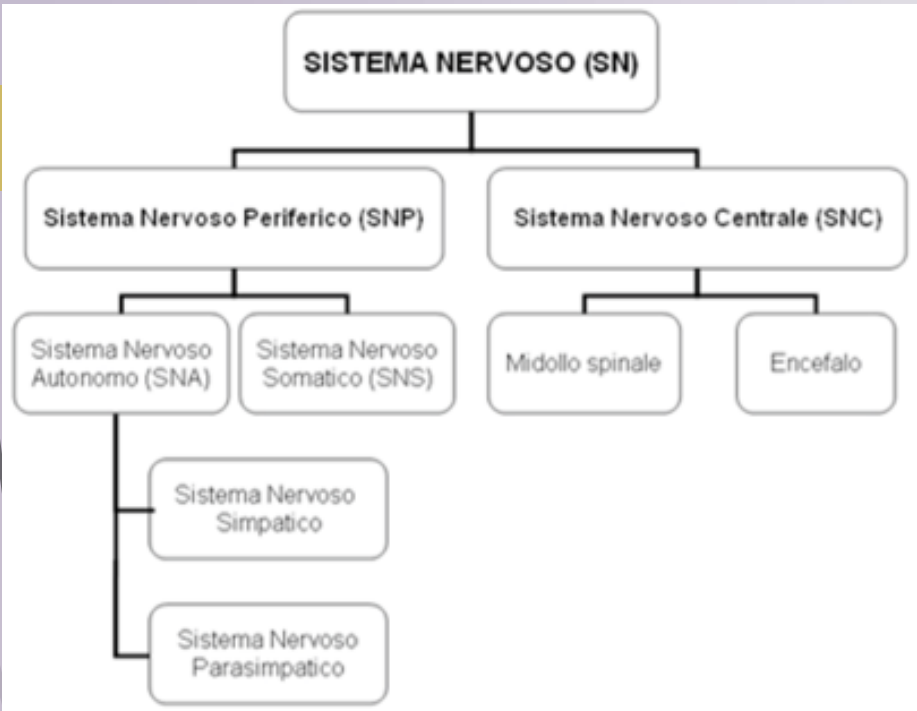 SISTEMA NERVOSO (SN)
Sistema Nervoso Periferico (SNP)
Sistema Nervoso Centrale (SNC)
Sistema Nervoso
Autonomo (SNA)
Sistema Nervoso
Somatico (SNS)
Midollo spinale
Encefalo
Sistema Nervoso
Simpatico
Sistema Nervoso
Parasimpatico